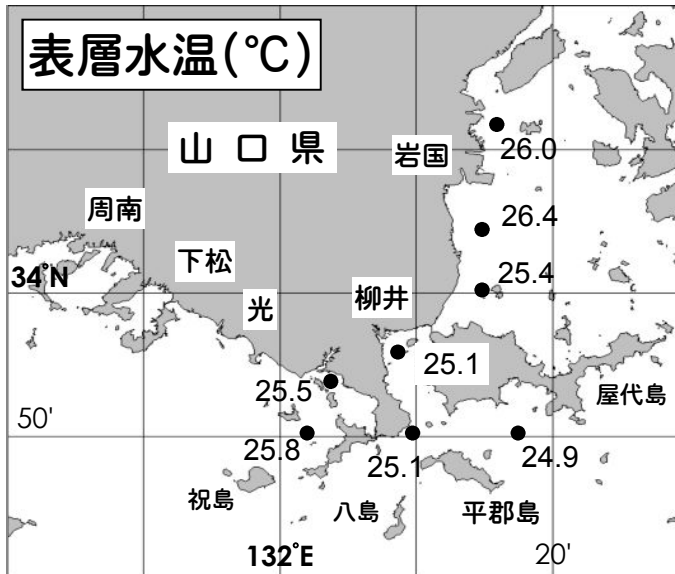 表層水温(℃)
山口県
岩国
26.0
周南
26.4
下松
34°N
25.4
柳井
光
25.1
25.5
屋代島
50'
25.8
25.1
24.9
祝島
八島
平郡島
132°E
20'